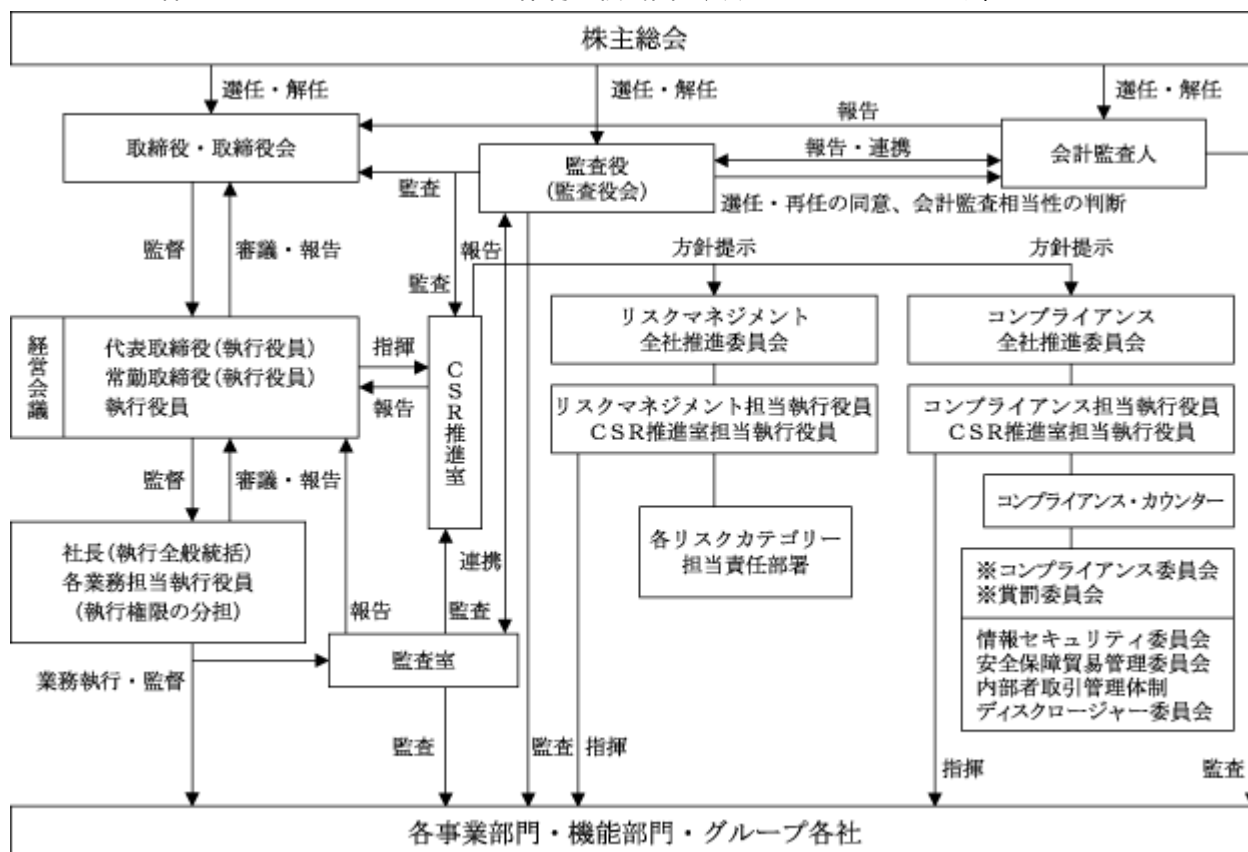 株主総会
選任・解任
選任・解任
選任・解任
報告
取締役・取締役会
監査役
(監査役会)
報告・連携
会計監査人
監査
選任・再任の同意、会計監査相当性の判断
監督
審議・報告
監査
報告
方針提示
方針提示
経営会議
代表取締役(執行役員)
常勤取締役(執行役員)
執行役員
指揮
報告
CSR推進室
リスクマネジメント
全社推進委員会
コンプライアンス
全社推進委員会
リスクマネジメント担当執行役員
CSR推進室担当執行役員
コンプライアンス担当執行役員
CSR推進室担当執行役員
監督
審議・報告
コンプライアンス・カウンター
社長(執行全般統括)
各業務担当執行役員
(執行権限の分担)
連携
各リスクカテゴリー
担当責任部署
※コンプライアンス委員会
※賞罰委員会
報告
監査
情報セキュリティ委員会
安全保障貿易管理委員会
内部者取引管理体制
ディスクロージャー委員会
監査室
業務執行・監督
監査
監査
指揮
指揮
監査
各事業部門・機能部門・グループ各社